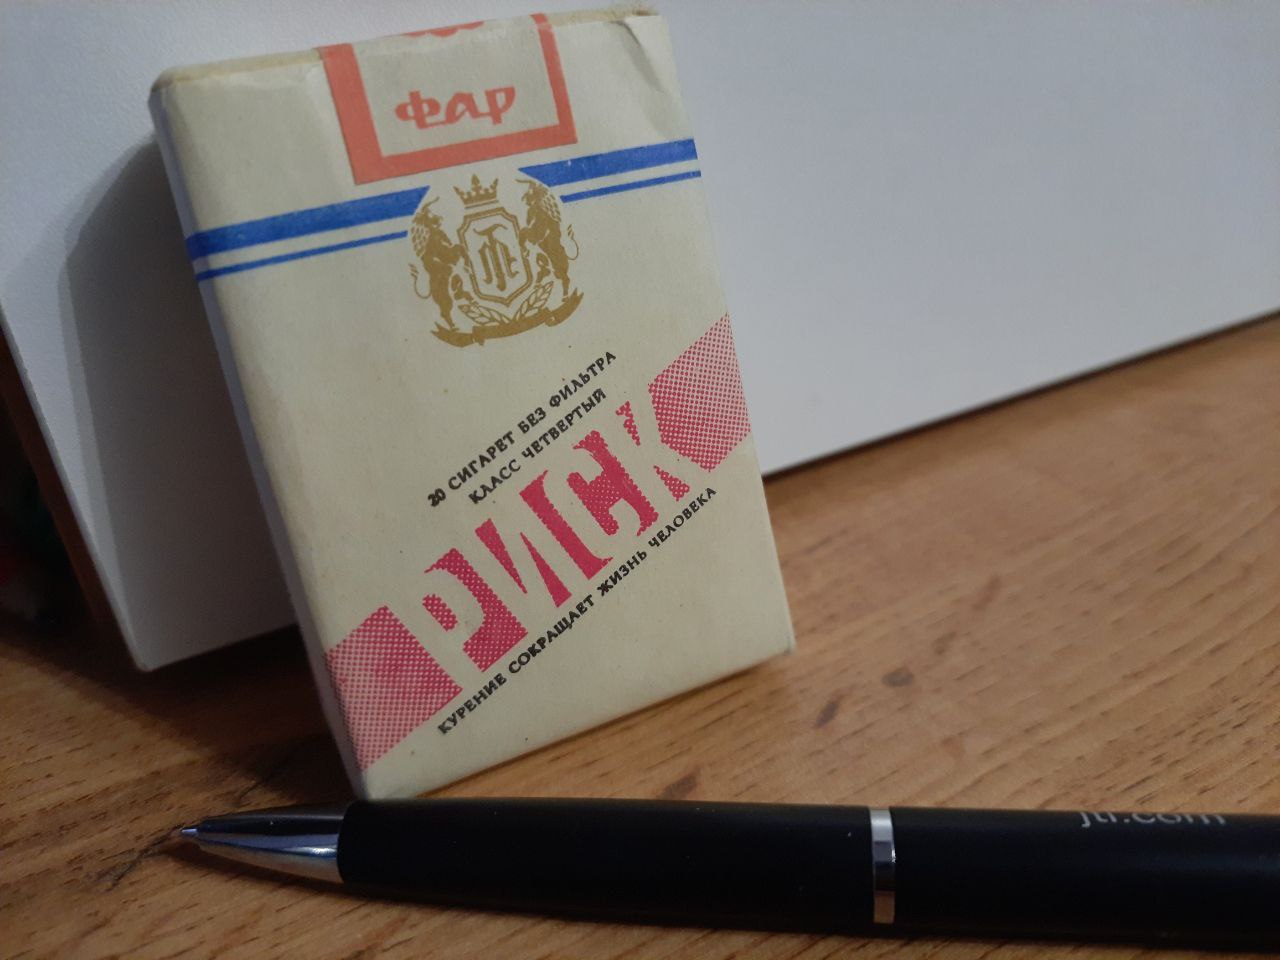 фар
20 СИГАРЕТ БЕЗ ФИЛЬТРА
КЛАСС ЧЕТВЕРТЫЙ
РИСК
КУРЕНИЕ СОКРАЩАЕТ ЖИЗНЬ ЧЕЛОВЕКА
jti.com